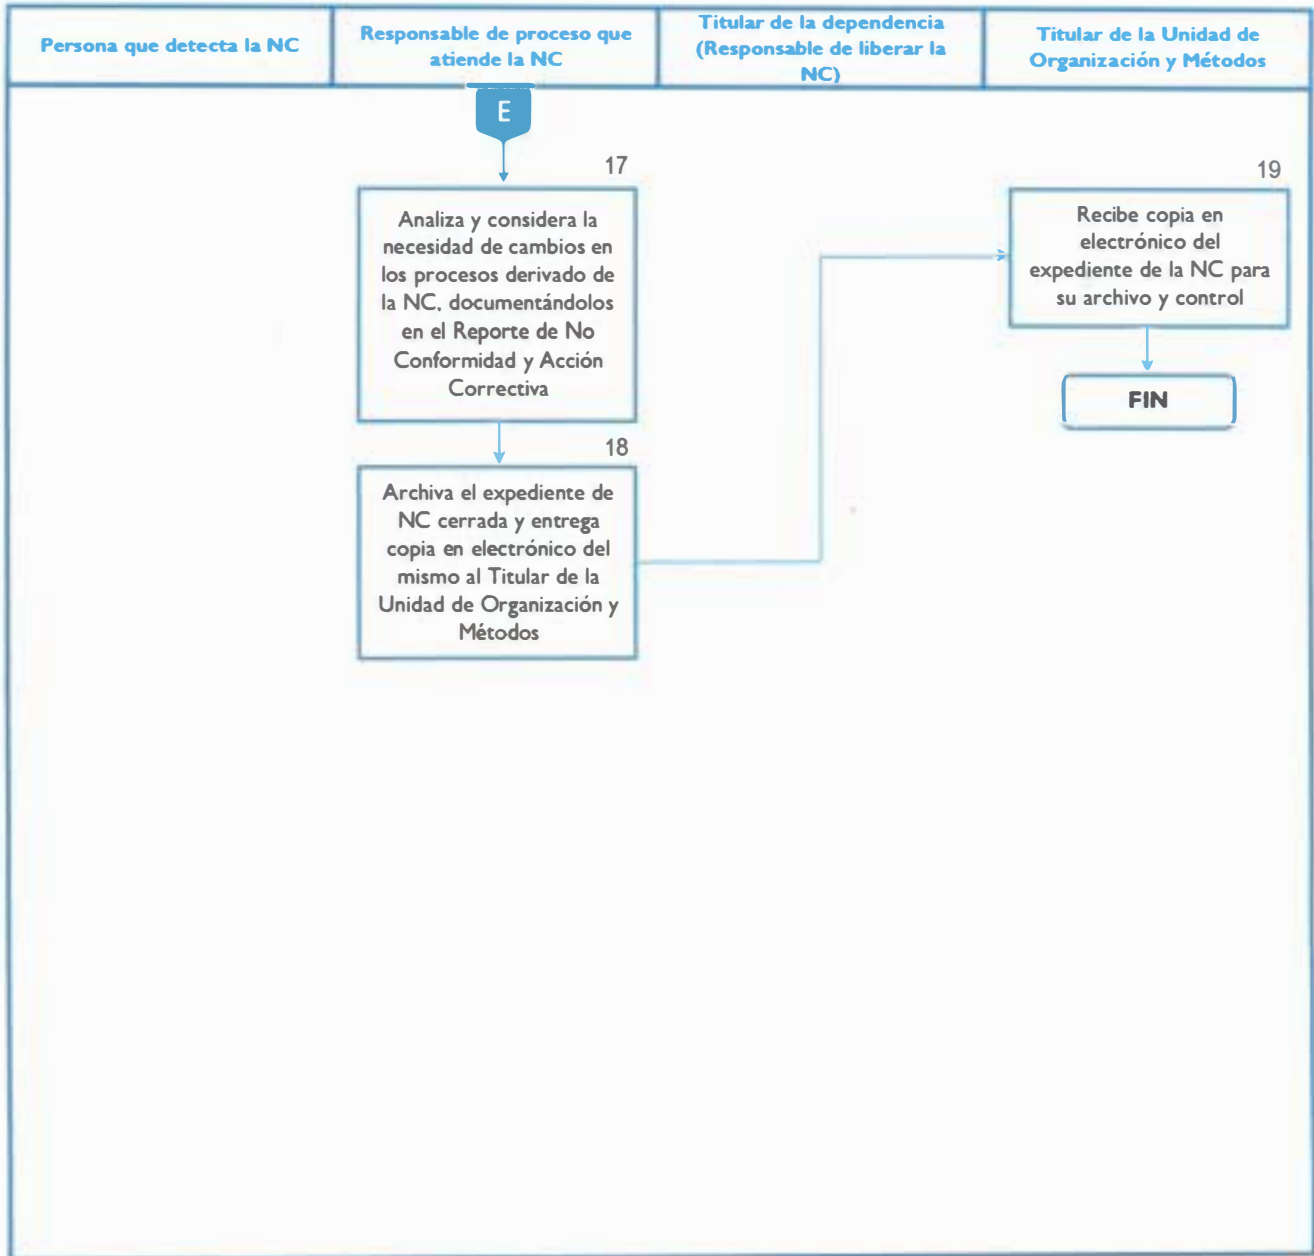 Persona que detecta la NC
Responsable de proceso que
atiende la NC
Titular de la dependencia
(Responsable de liberar la
NC)
Titular de la Unidad de
Organización y Métodos
E
17
Analiza y considera la
necesidad de cambios en
los procesos derivado de
la NC, documentándolos
en el Reporte de No
Conformidad y Acción
Correctiva
18
Archiva el expediente de
NC cerrada y entrega
copia en electrónico del
mismo al Titular de la
Unidad de Organización y
Métodos
19
Recibe copia en
electrónico del
expediente de la NC para
su archivo y control
FIN